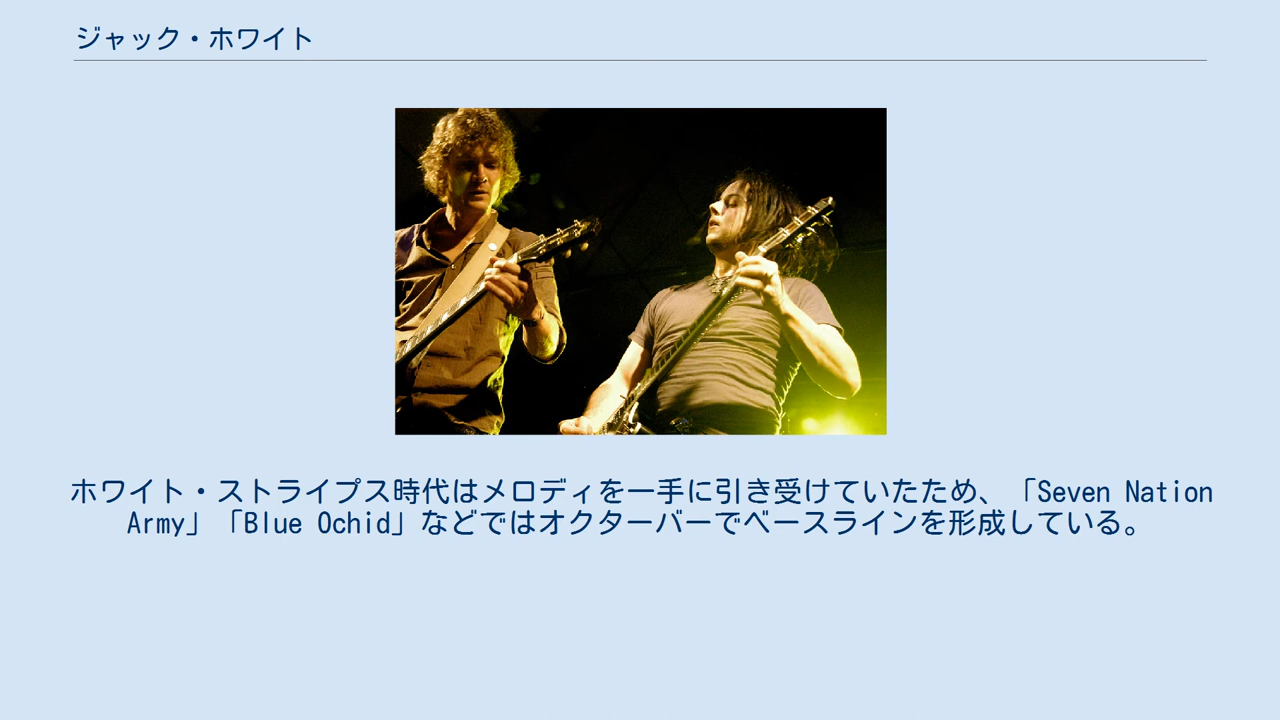 ジャック・ホワイト
ホワイト・ストライプス時代はメロディを一手に引き受けていたため、「Seven Nation
Army」「Blue Ochid」などではオクターバーでベースラインを形成している。